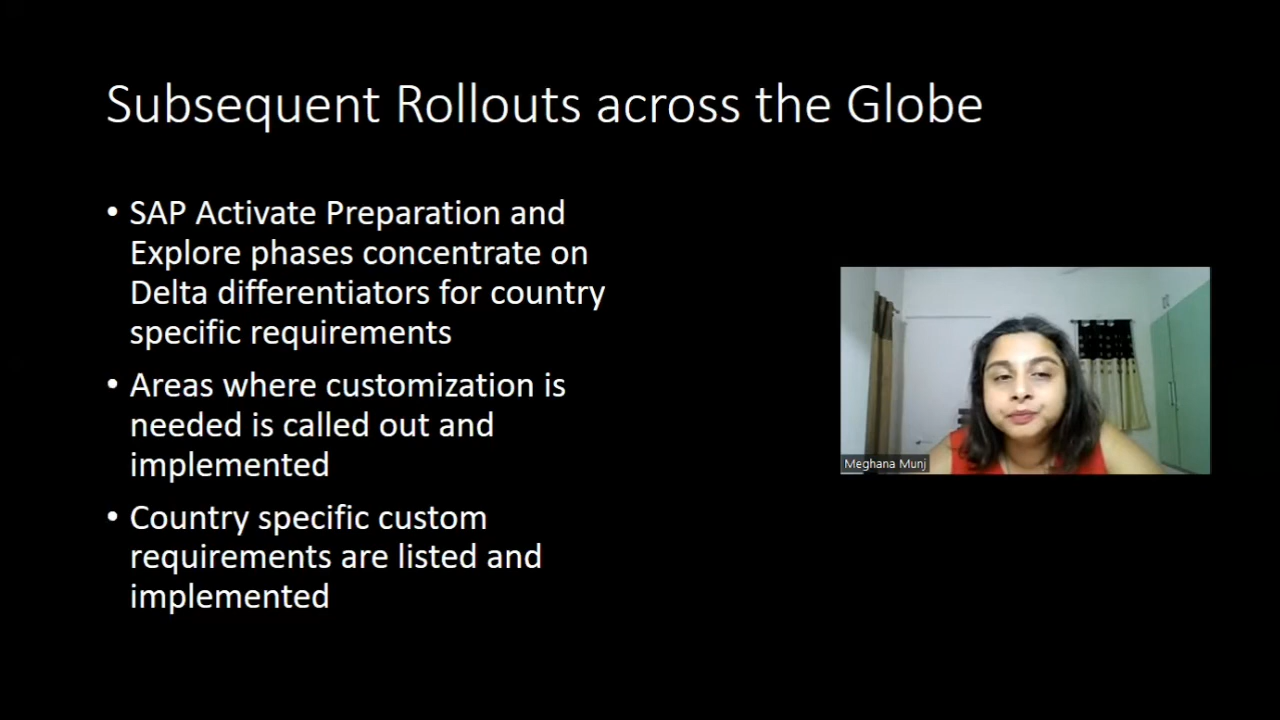 Subsequent Rollouts across the Globe
• SAP Activate Preparation and
Explore phases concentrate on
Delta differentiators for country
specific requirements
• Areas where customization is
needed is called out and
implemented
• Country specific custom
requirements are listed and
implemented
Meghana Munj